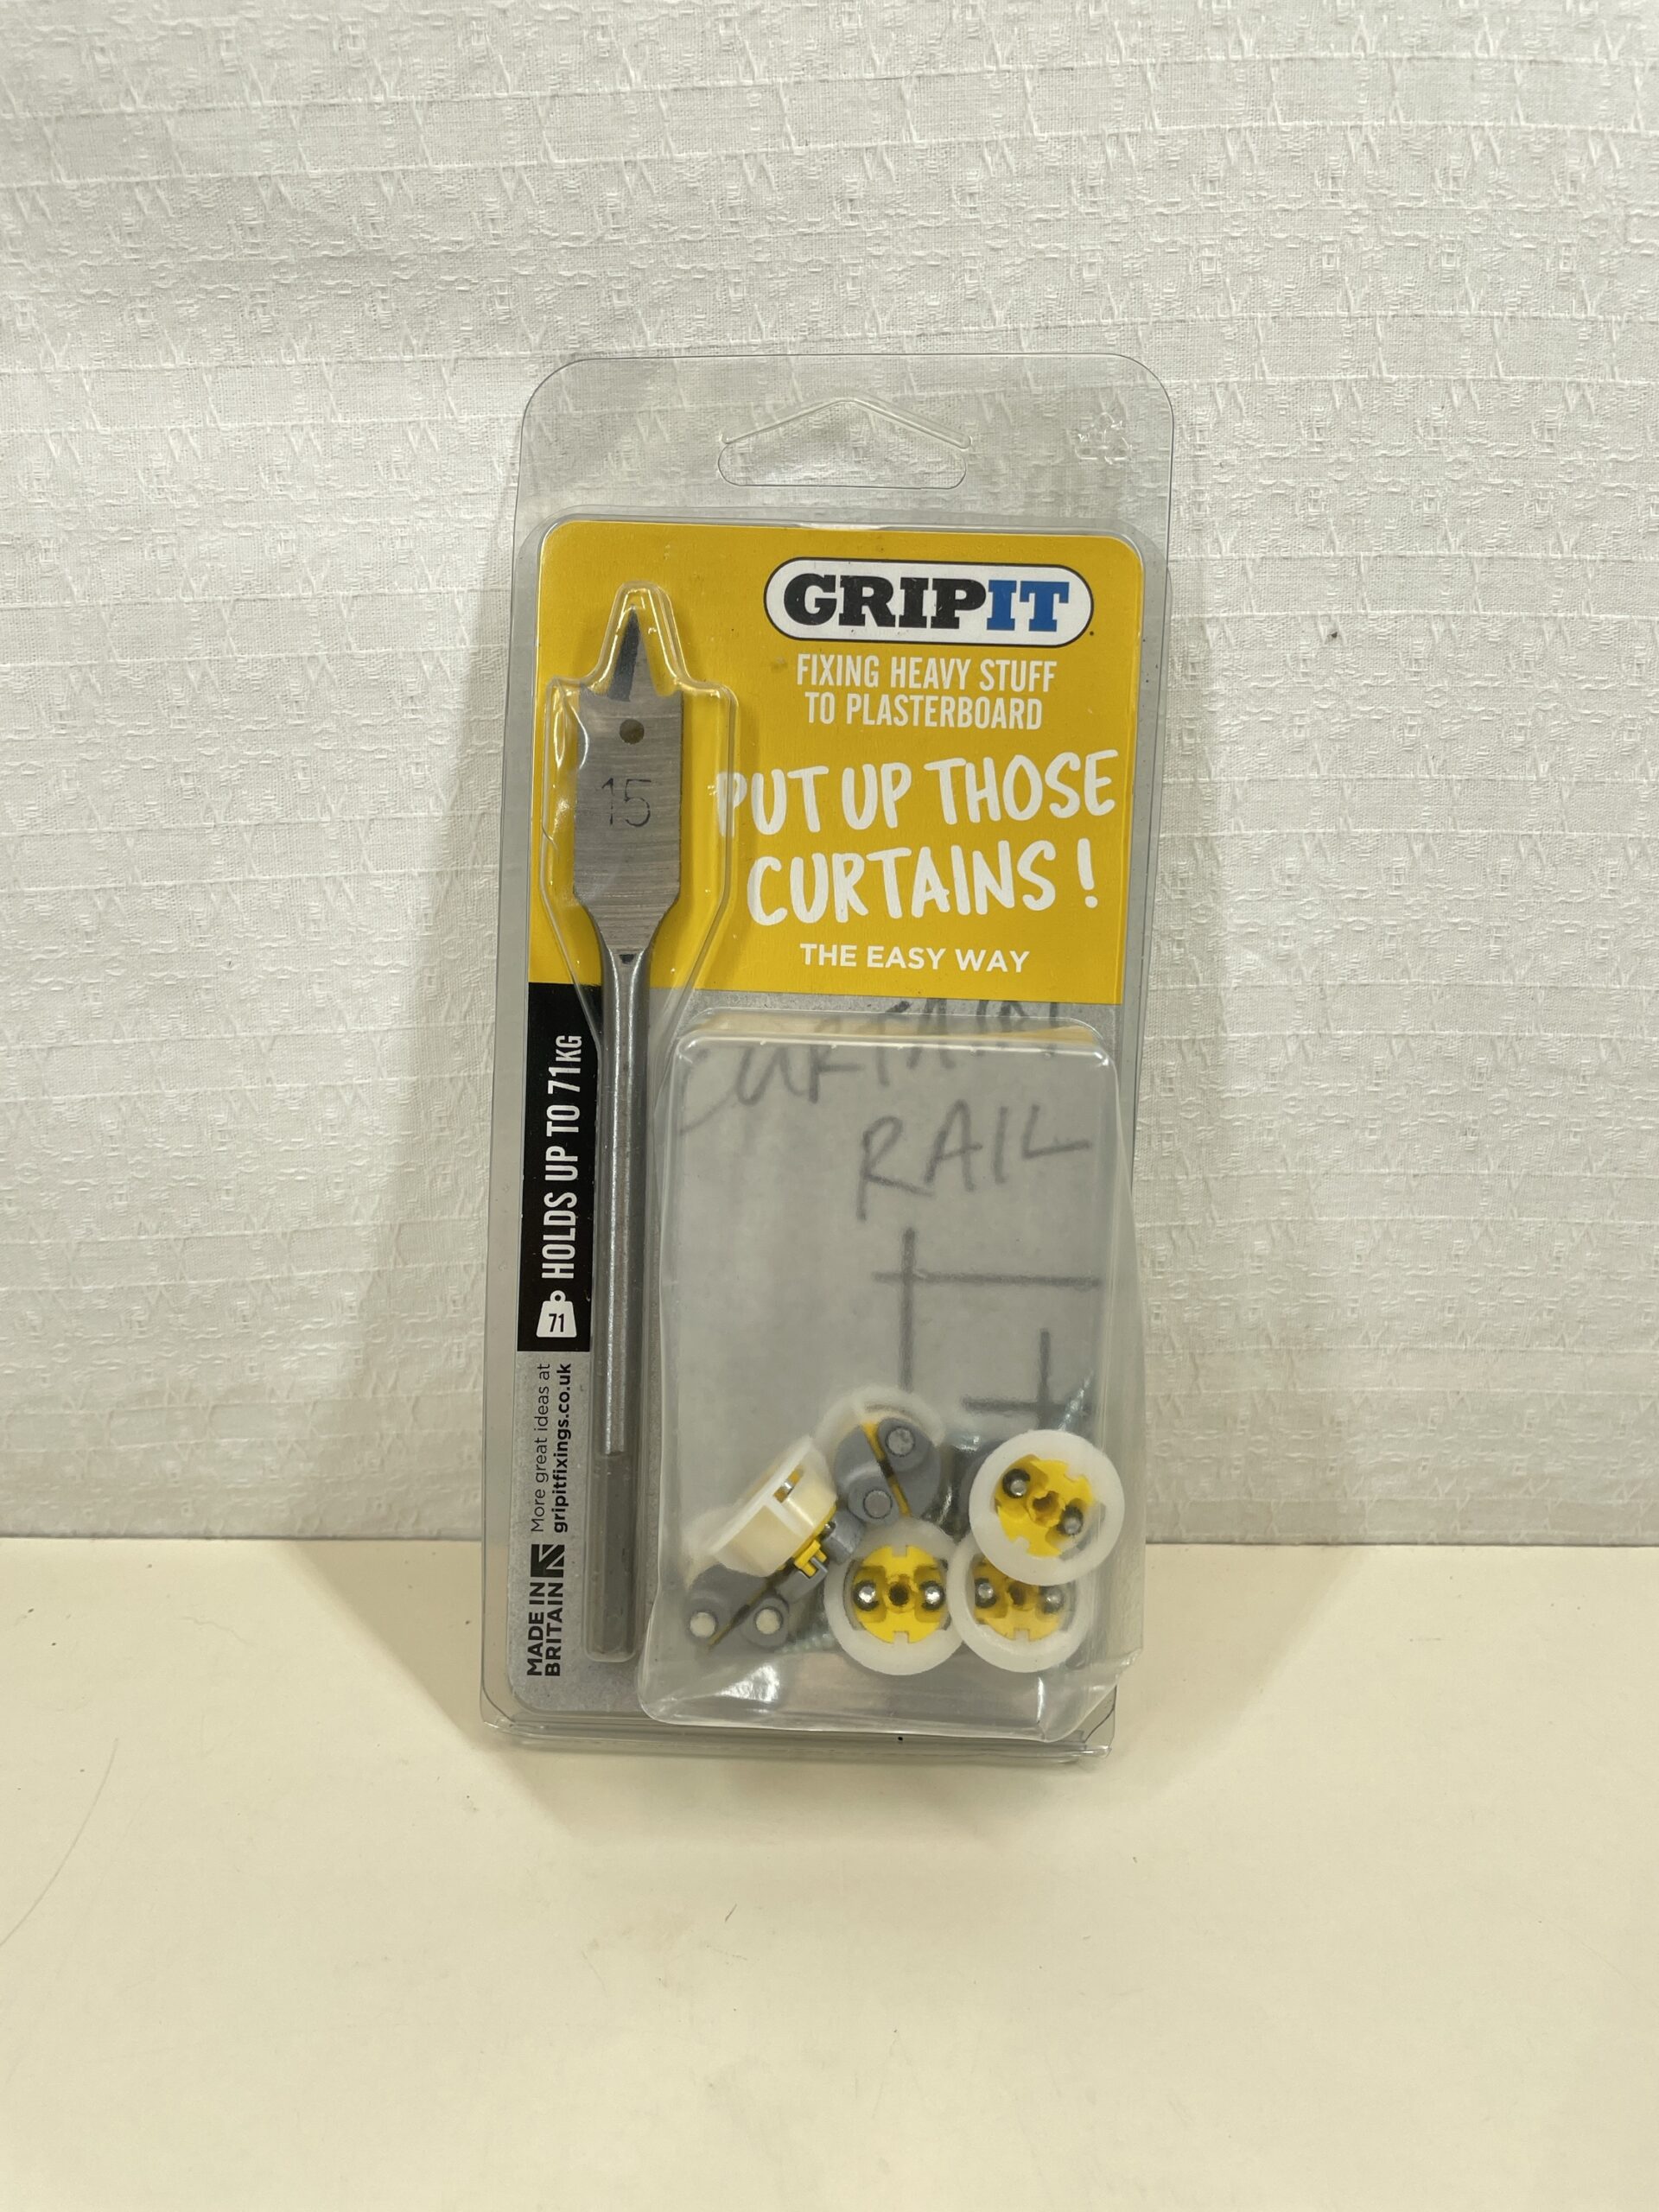 GRIPIT
FIXING HEAVY STUFF
TO PLASTERBOARD
PUT UP THOSE
CURTAINS!
THE EASY WAY
15
CURTAIN
RAIL
HOLDS UP TO 71KG
71
More great ideas at
gripitfixings.co.uk
MADE IN
BRITAIN